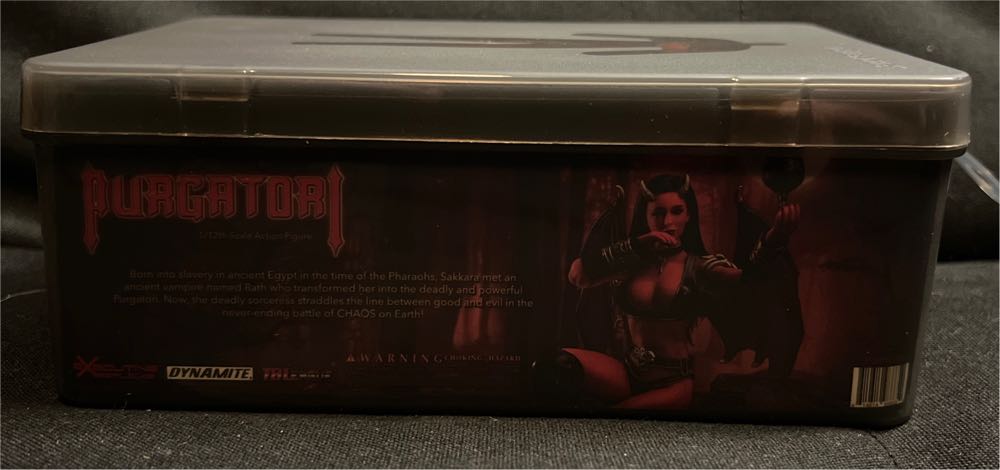 PURGATORI
1/12th Scale Action Figure
Born into slavery in ancient Egypt in the time of the Pharaohs, Sakkara met an
ancient vampire named Rath who transformed her into the deadly and powerful
Purgatori. Now, the deadly sorceress straddles the line between good and evil in the
never-ending battle of CHAOS on Earth!
WARNING CHOKING HAZARD
DYNAMITE